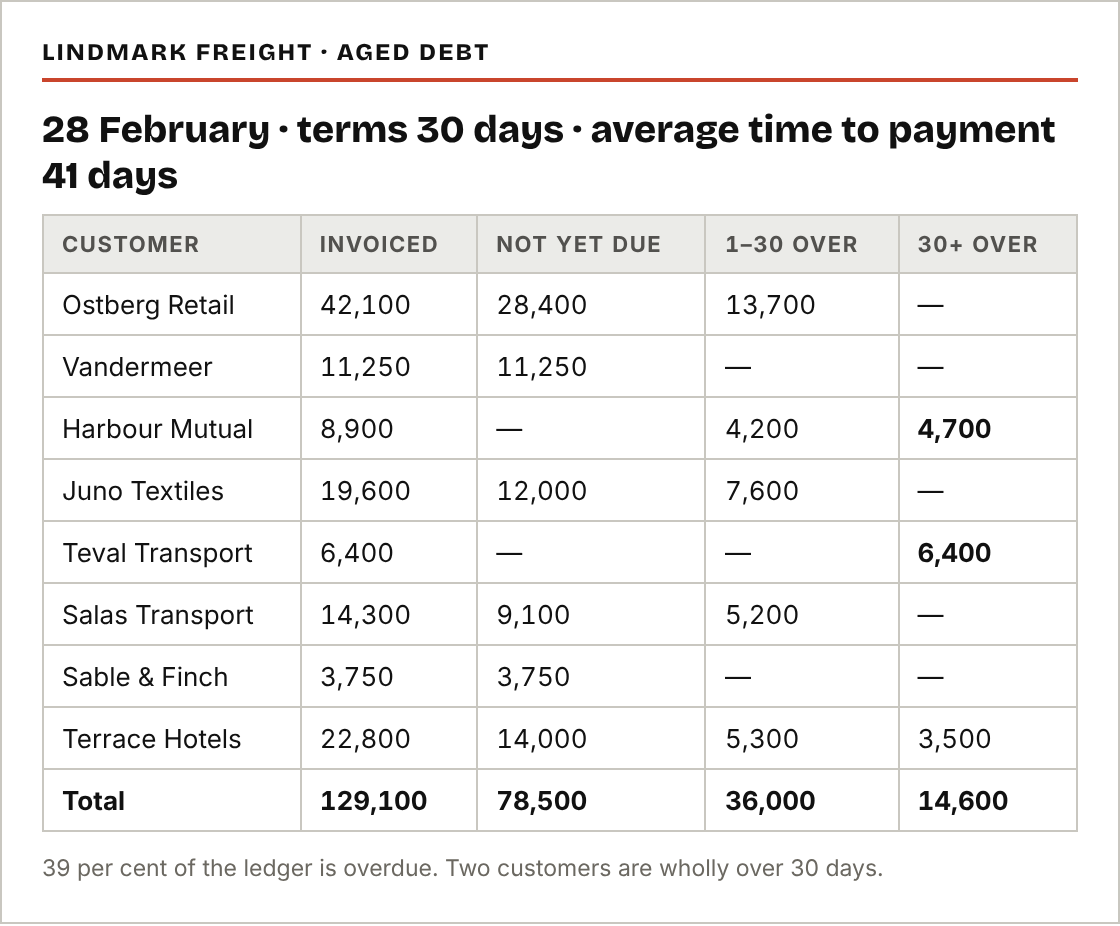 LINDMARK FREIGHT · AGED DEBT
28 February · terms 30 days · average time to payment
41 days
CUSTOMER INVOICED NOT YET DUE 1–30 OVER 30+ OVER
Ostberg Retail 42,100 28,400 13,700 —
Vandermeer 11,250 11,250 — —
Harbour Mutual 8,900 — 4,200 4,700
Juno Textiles 19,600 12,000 7,600 —
Teval Transport 6,400 — — 6,400
Salas Transport 14,300 9,100 5,200 —
Sable & Finch 3,750 3,750 — —
Terrace Hotels 22,800 14,000 5,300 3,500
Total 129,100 78,500 36,000 14,600
39 per cent of the ledger is overdue. Two customers are wholly over 30 days.